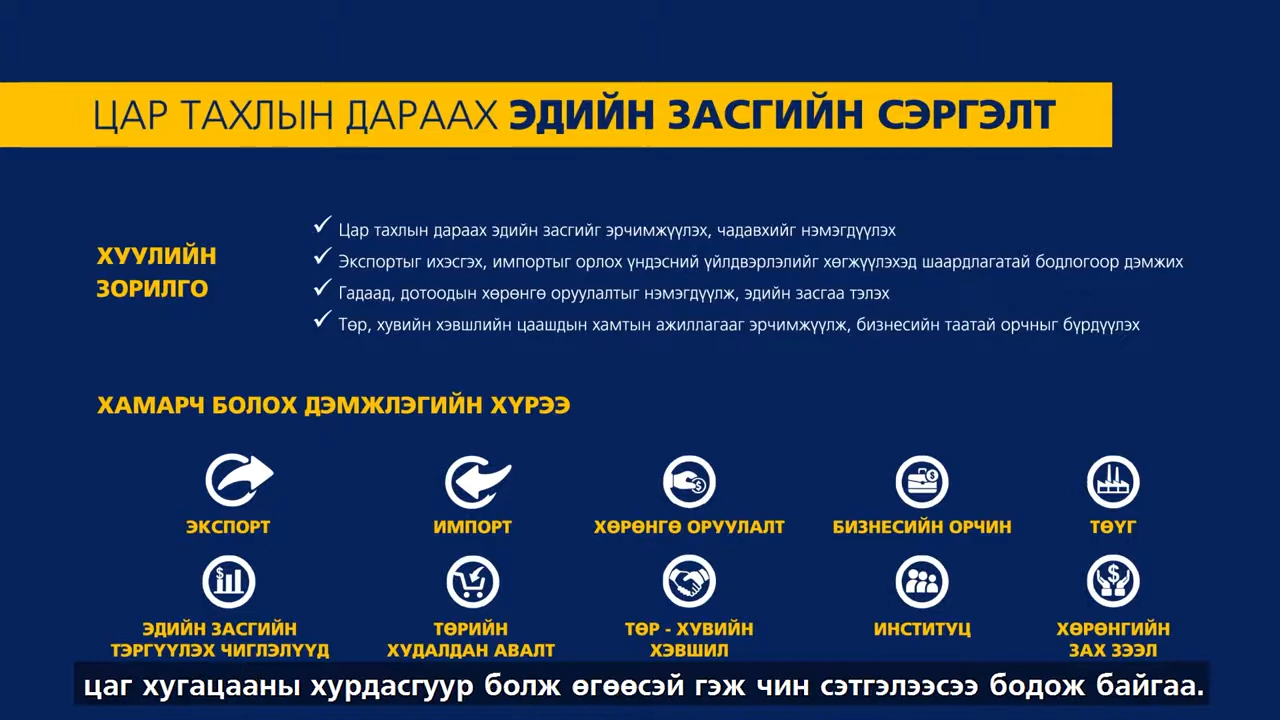 ЦАР ТАХЛЫН ДАРААХ ЭДИЙН ЗАСГИЙН СЭРГЭЛТ
ХУУЛИЙН
ЗОРИЛГО
✓ Цар тахлын дараах эдийн засгийг эрчимжүүлэх, чадавхийг нэмэгдүүлэх
✓ Экспортыг ихэсгэх, импортыг орлох үндэсний үйлдвэрлэлийг хөгжүүлэхэд шаардлагатай бодлогоор дэмжих
✓ Гадаад, дотоодын хөрөнгө оруулалтыг нэмэгдүүлж, эдийн засгаа тэлэх
✓ Төр, хувийн хэвшлийн цаашдын хамтын ажиллагааг эрчимжүүлж, бизнесийн таатай орчныг бүрдүүлэх
ХАМАРЧ БОЛОХ ДЭМЖЛЭГИЙН ХҮРЭЭ
ЭКСПОРТ
ИМПОРТ
ХӨРӨНГӨ ОРУУЛАЛТ
БИЗНЕСИЙН ОРЧИН
ТӨҮГ
ЭДИЙН ЗАСГИЙН
ТЭРГҮҮЛЭХ ЧИГЛЭЛҮҮД
ТӨРИЙН
ХУДАЛДАН АВАЛТ
ТӨР - ХУВИЙН
ХЭВШИЛ
ИНСТИТУЦ
ХӨРӨНГИЙН
ЗАХ ЗЭЭЛ
цаг хугацааны хурдасгуур болж өгөөсэй гэж чин сэтгэлээсээ бодож байгаа.